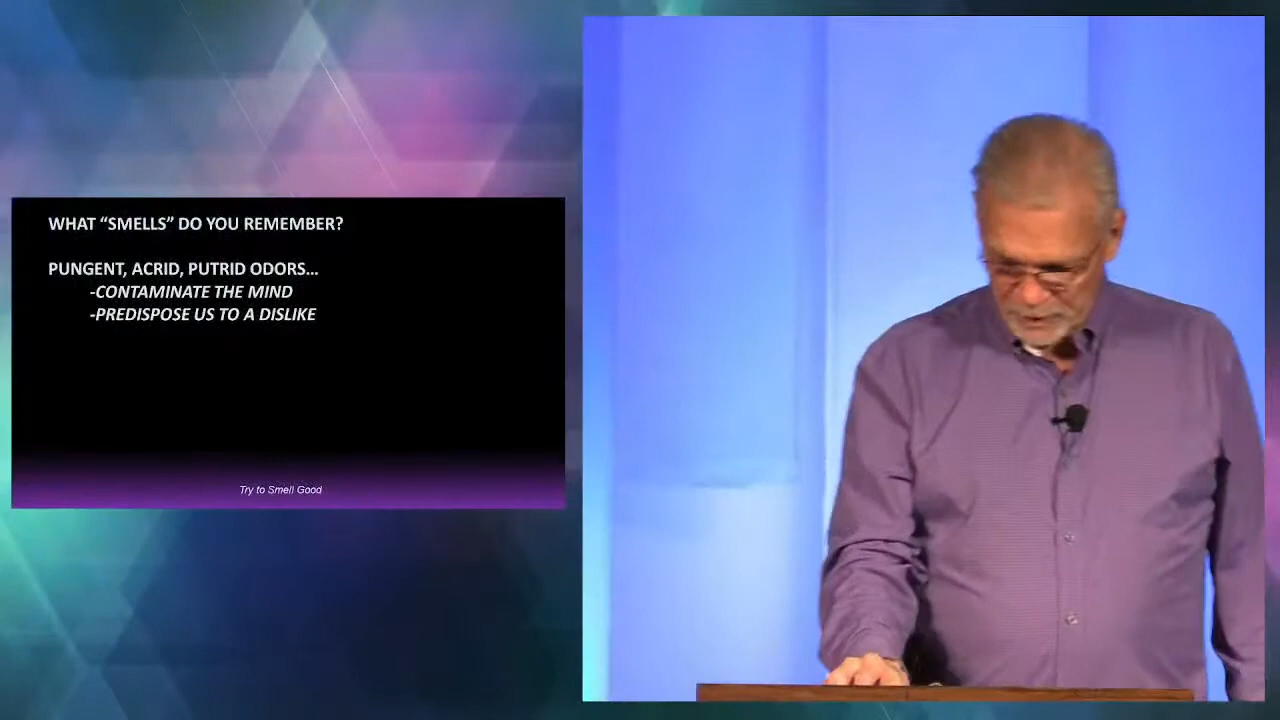 WHAT “SMELLS” DO YOU REMEMBER?
PUNGENT, ACRID, PUTRID ODORS...
-CONTAMINATE THE MIND
-PREDISPOSE US TO A DISLIKE
Try to Smell Good